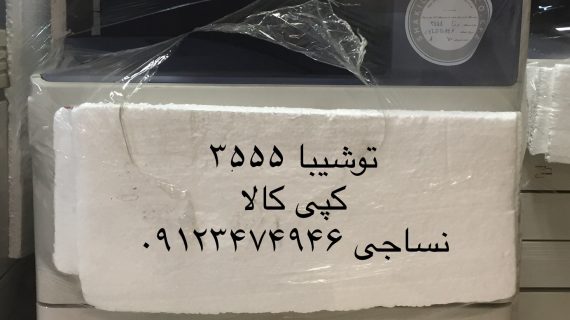 توشیبا ۳۵۵۵
کپی کالا
نساجی ۰۹۱۲۳۴۷۴۹۴۶